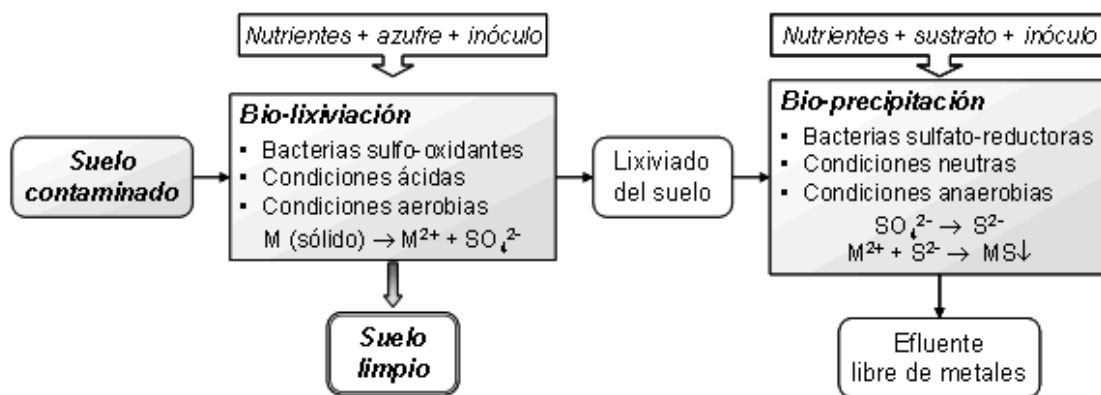 Nutrientes + azufre + inóculo
Nutrientes + sustrato + inóculo
Suelo
contaminado
Bio-lixiviación
▪ Bacterias sulfo-oxidantes
▪ Condiciones ácidas
▪ Condiciones aerobias
M (sólido) → M²⁺ + SO₄²⁻
Suelo
limpio
Lixiviado
del suelo
Bio-precipitación
▪ Bacterias sulfato-reductoras
▪ Condiciones neutras
▪ Condiciones anaerobias
SO₄²⁻ → S²⁻
M²⁺ + S²⁻ → MS↓
Efluente
libre de metales